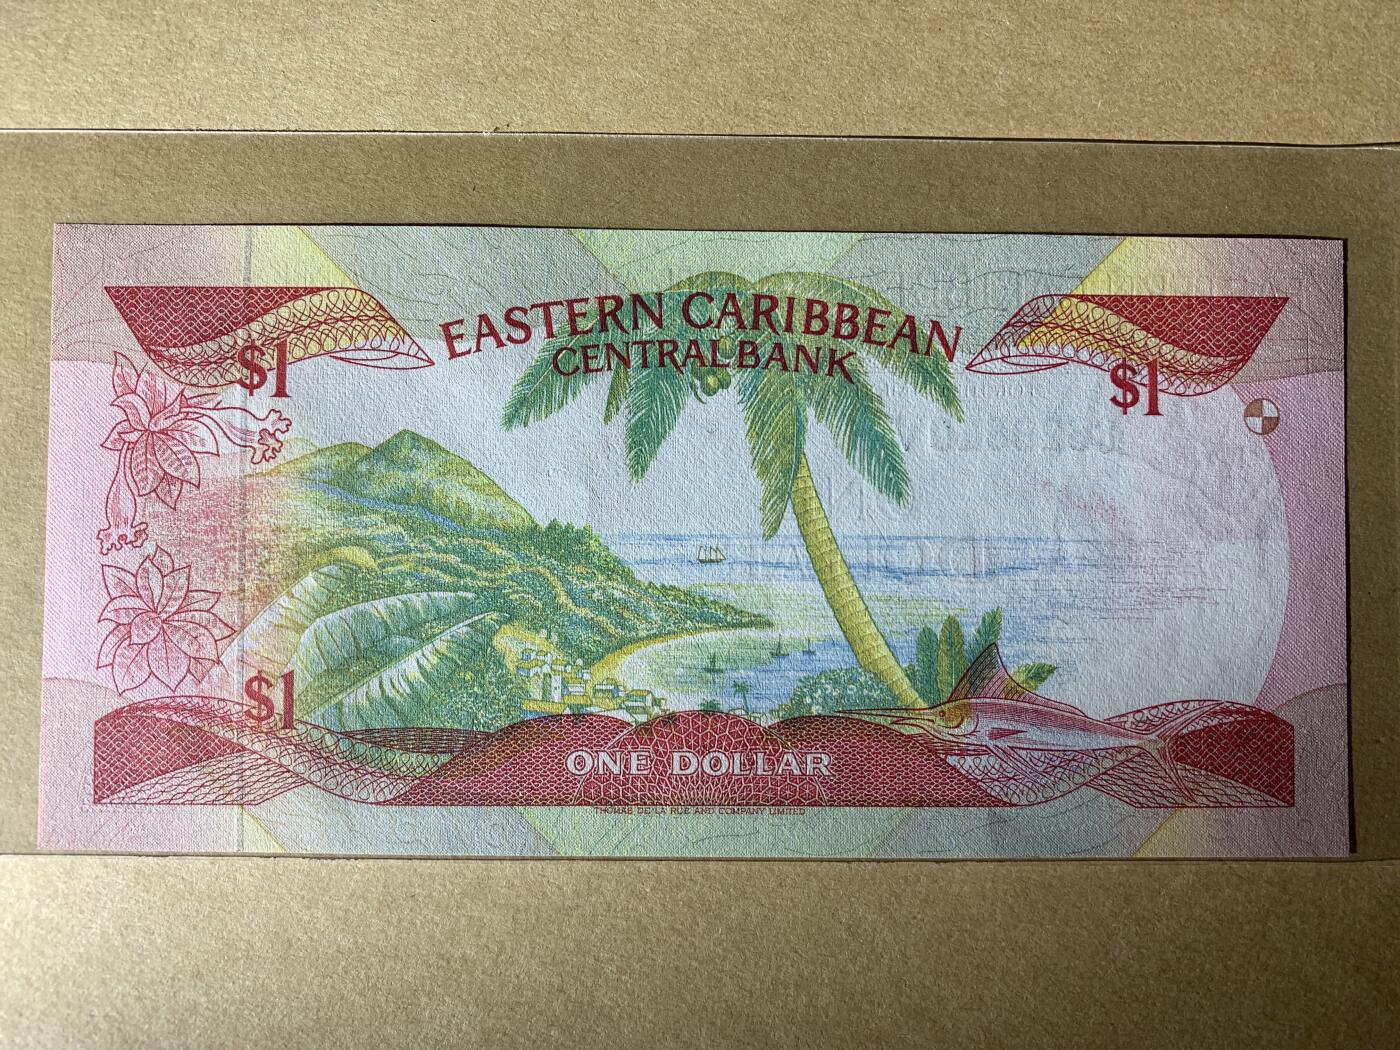 EASTERN CARIBBEAN
CENTRAL BANK
$1
$1
$1
ONE DOLLAR
THOMAS DE LA RUE AND COMPANY LIMITED